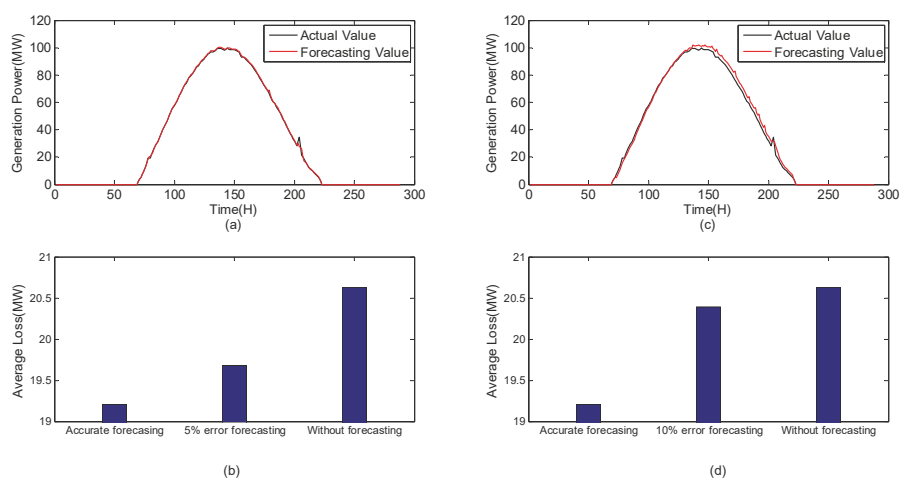 120
100
80
60
40
20
0
Generation Power(MW)
Actual Value
Forecasting Value
0 50 100 150 200 250 300
Time(H)
(a)
120
100
80
60
40
20
0
Generation Power(MW)
Actual Value
Forecasting Value
0 50 100 150 200 250 300
Time(H)
(c)
21
20.5
20
19.5
19
Average Loss(MW)
Accurate forecasing 5% error forecasting Without forecasting
(b)
21
20.5
20
19.5
19
Average Loss(MW)
Accurate forecasing 10% error forecasting Without forecasting
(d)